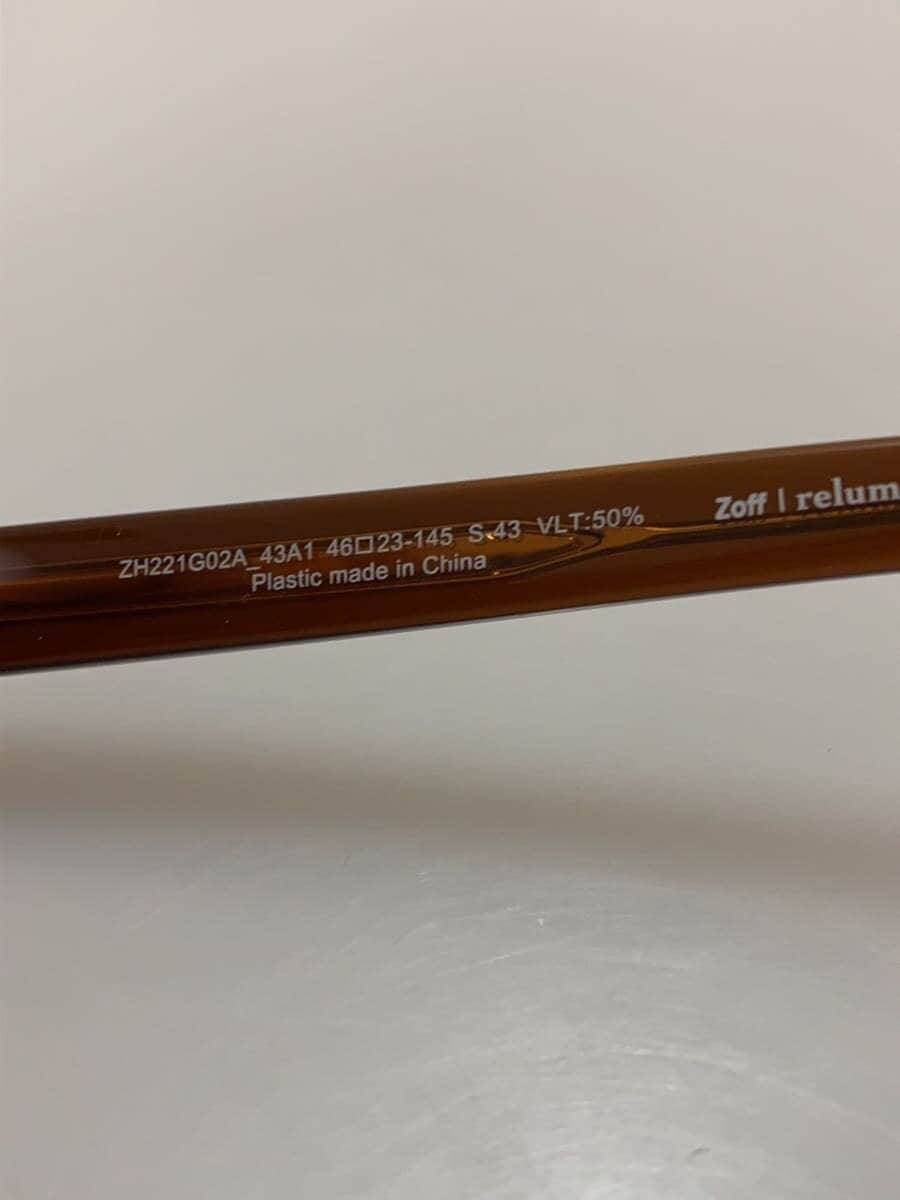 ZH221G02A_43A1 46□23-145 S-43 VLT:50% Zoff | relum
Plastic made in China